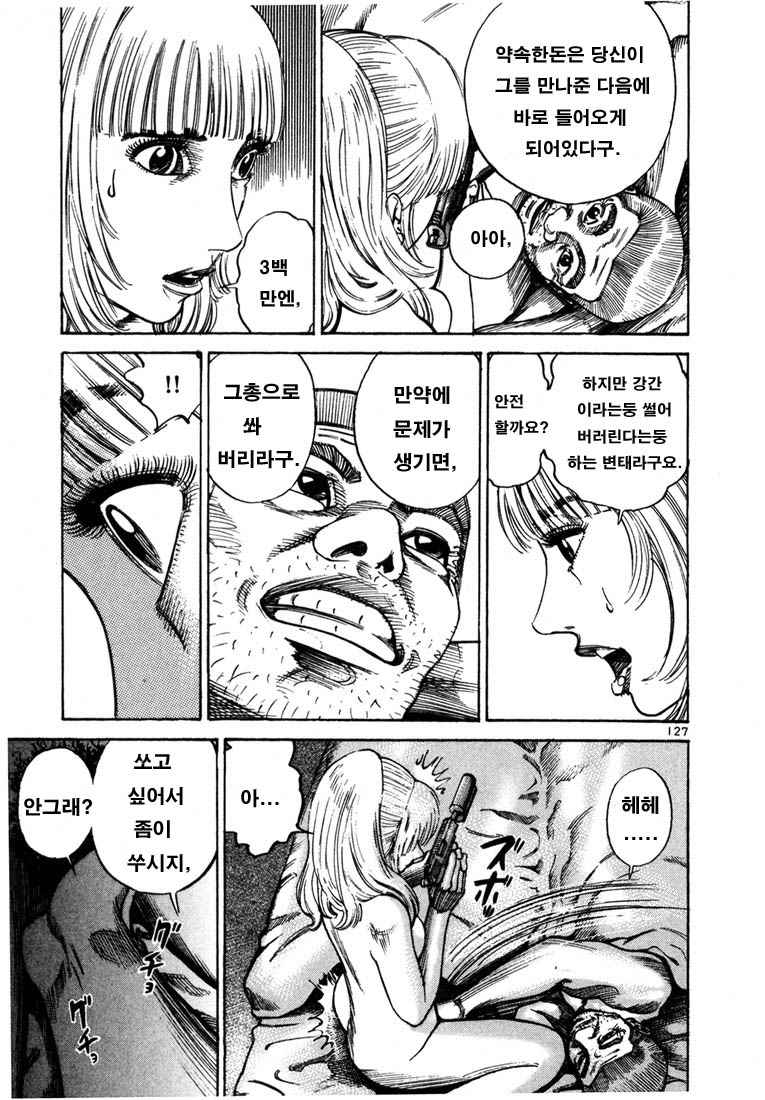 약속한돈은 당신이
그를 만나준 다음에
바로 들어오게
되어있다구.
아아,
3백
만엔,
하지만 강간
이라는둥 썰어
버러린다는둥
하는 변태라구요.
안전
할까요?
만약에
문제가
생기면,
그총으로
쏴
버리라구.
!!
127
헤헤
.....
ズボ
아...
쏘고
싶어서
좀이
쑤시지,
안그래?
グチョ
グチョ